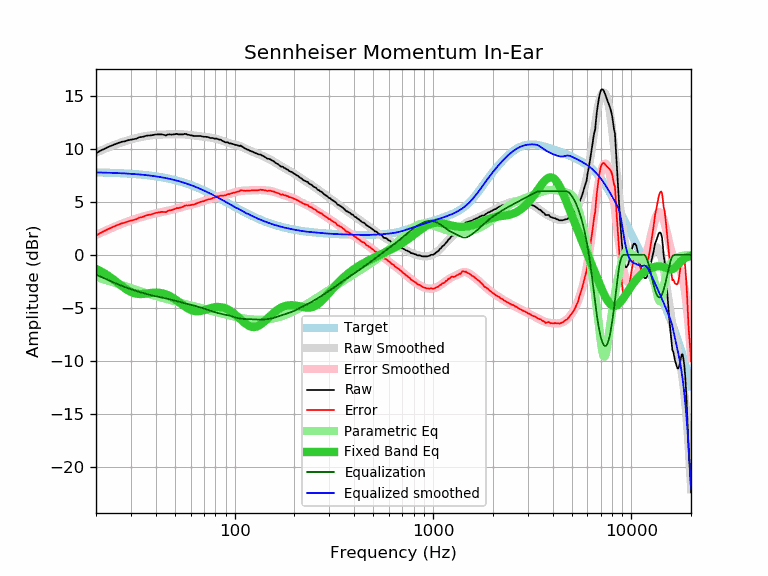 Sennheiser Momentum In-Ear
Amplitude (dBr)
15
10
5
0
−5
−10
−15
−20
Target
Raw Smoothed
Error Smoothed
Raw
Error
Parametric Eq
Fixed Band Eq
Equalization
Equalized smoothed
100
1000
10000
Frequency (Hz)